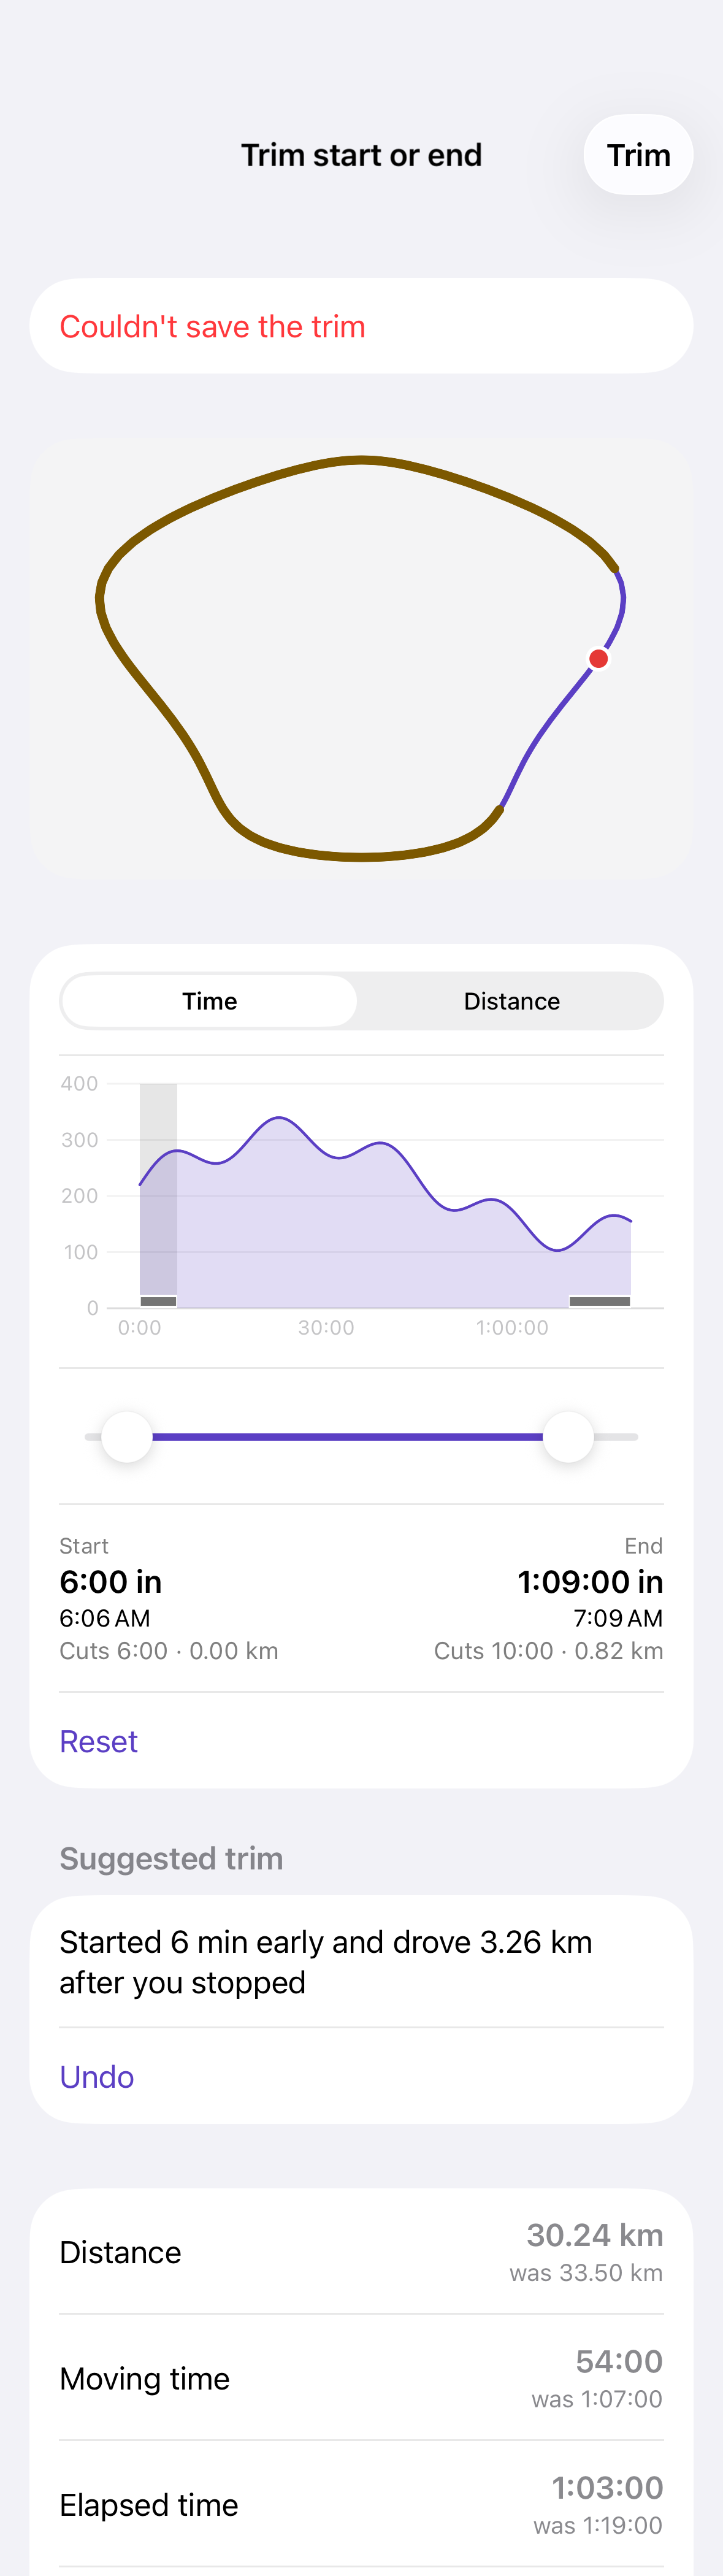 Trim start or end
Trim
Couldn't save the trim
Time
Distance
400
300
200
100
0
0:00
30:00
1:00:00
Start
End
6:00 in
1:09:00 in
6:06 AM
7:09 AM
Cuts 6:00 · 0.00 km
Cuts 10:00 · 0.82 km
Reset
Suggested trim
Started 6 min early and drove 3.26 km
after you stopped
Undo
Distance
30.24 km
was 33.50 km
Moving time
54:00
was 1:07:00
Elapsed time
1:03:00
was 1:19:00